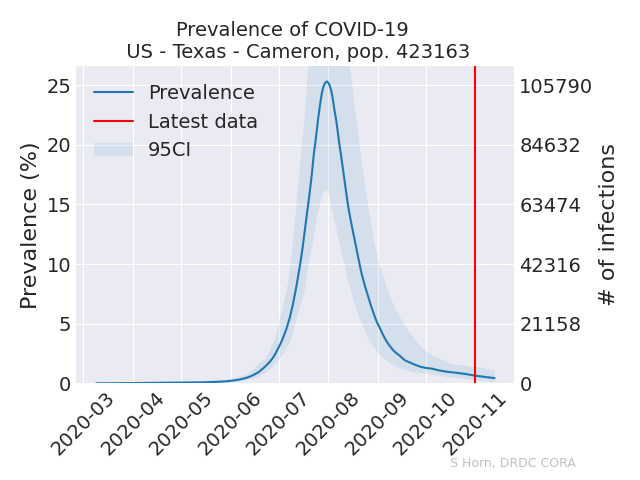 Prevalence of COVID-19
US - Texas - Cameron, pop. 423163
Prevalence (%)
25
20
15
10
5
0
Prevalence
Latest data
95CI
105790
84632
63474
42316
21158
0
# of infections
2020-03
2020-04
2020-05
2020-06
2020-07
2020-08
2020-09
2020-10
2020-11
S Horn, DRDC CORA